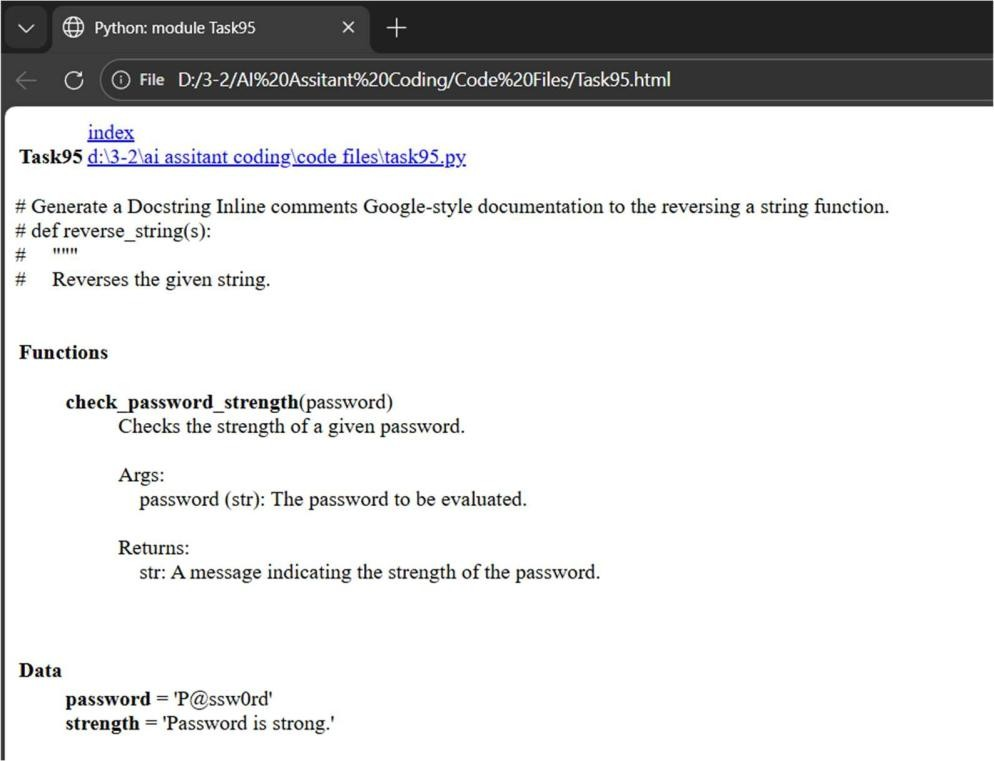 Python: module Task95
File D:/3-2/AI%20Assitant%20Coding/Code%20Files/Task95.html
index
Task95 d:\3-2\ai assitant coding\code files\task95.py
# Generate a Docstring Inline comments Google-style documentation to the reversing a string function.
# def reverse_string(s):
#     """
#     Reverses the given string.
Functions
check_password_strength(password)
Checks the strength of a given password.
Args:
password (str): The password to be evaluated.
Returns:
str: A message indicating the strength of the password.
Data
password = 'P@ssw0rd'
strength = 'Password is strong.'